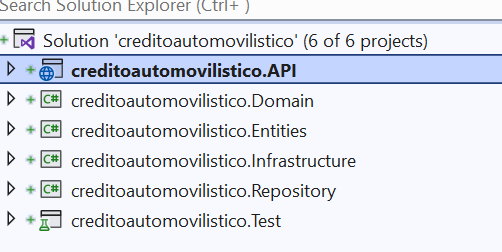 Search Solution Explorer (Ctrl+ )
Solution 'creditoautomovilistico' (6 of 6 projects)
creditoautomovilistico.API
C# creditoautomovilistico.Domain
C# creditoautomovilistico.Entities
C# creditoautomovilistico.Infrastructure
C# creditoautomovilistico.Repository
creditoautomovilistico.Test